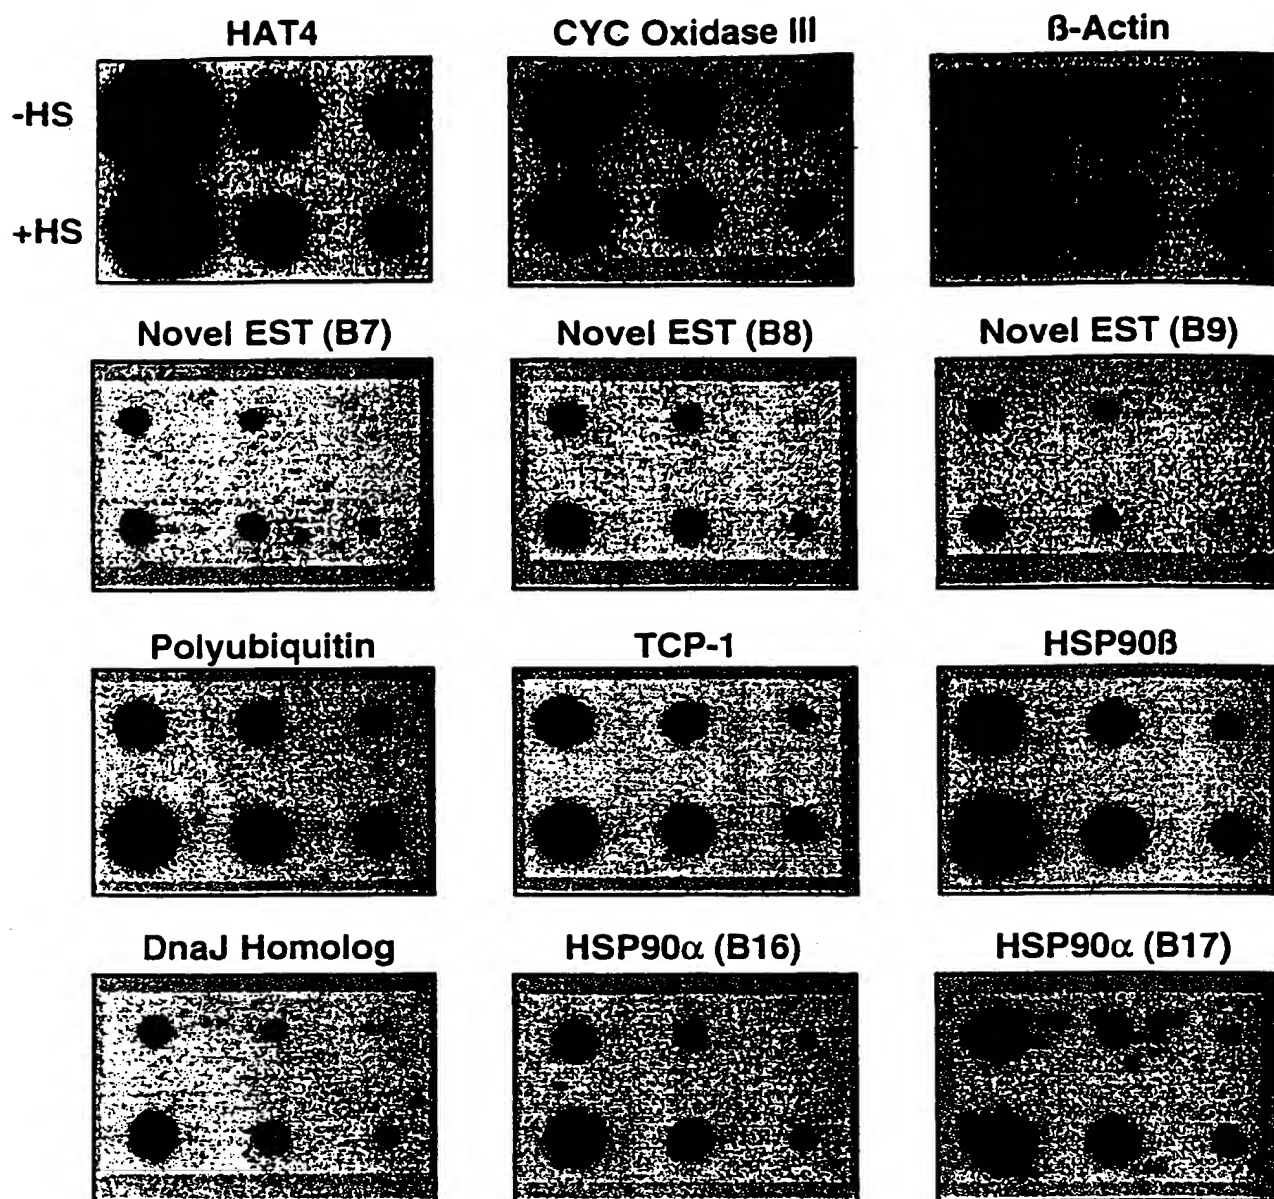 HAT4
CYC Oxidase III
ß-Actin
-HS
+HS
Novel EST (B7)
Novel EST (B8)
Novel EST (B9)
Polyubiquitin
TCP-1
HSP90ß
DnaJ Homolog
HSP90α (B16)
HSP90α (B17)